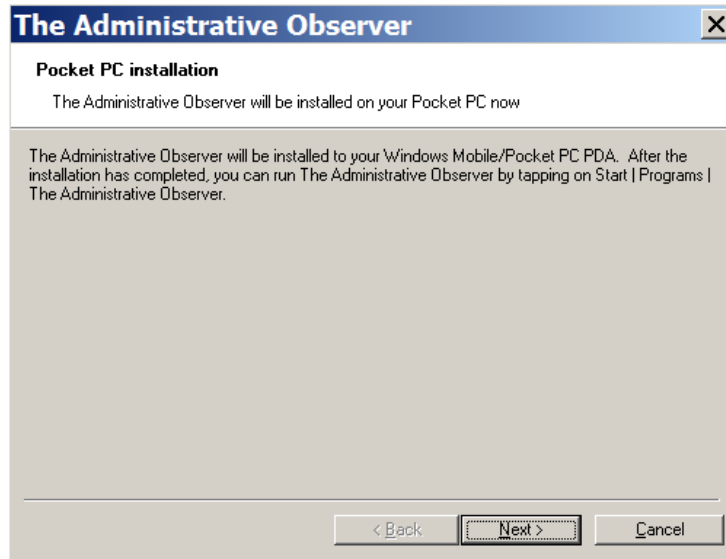 The Administrative Observer
Pocket PC installation
The Administrative Observer will be installed on your Pocket PC now
The Administrative Observer will be installed to your Windows Mobile/Pocket PC PDA. After the
installation has completed, you can run The Administrative Observer by tapping on Start | Programs |
The Administrative Observer.
< Back
Next >
Cancel